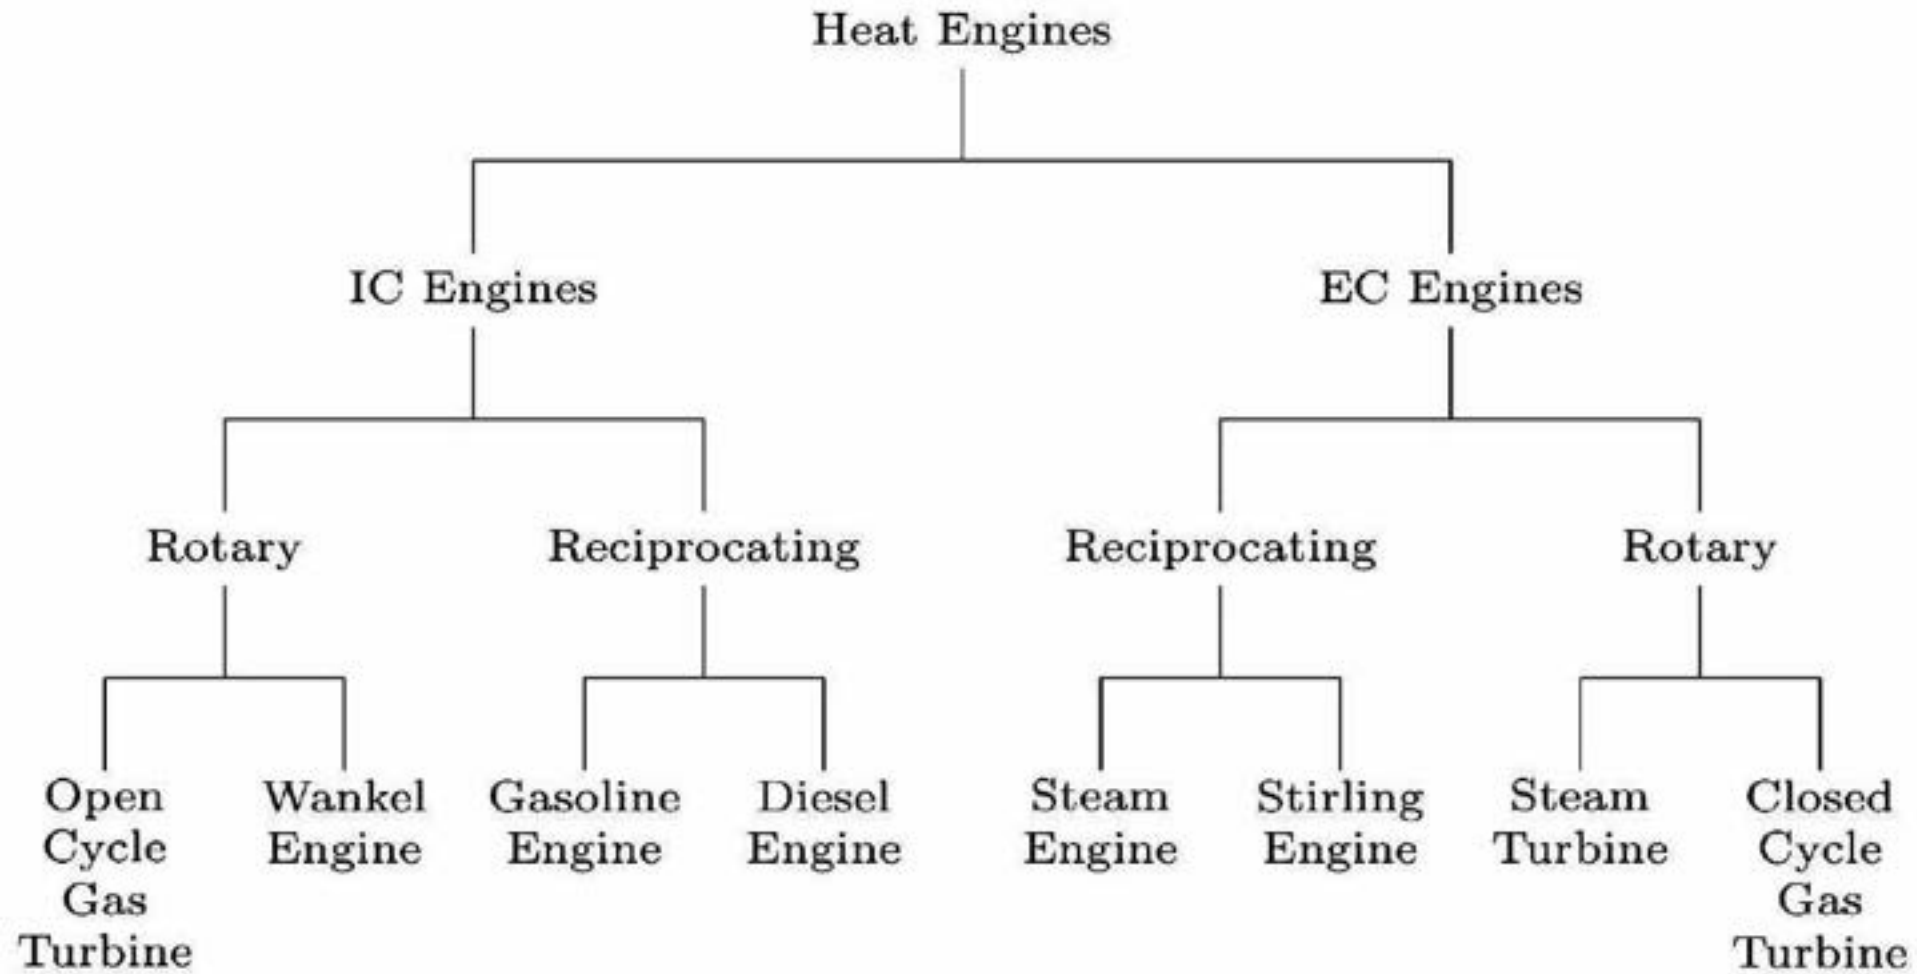 Heat Engines
IC Engines
EC Engines
Rotary
Reciprocating
Reciprocating
Rotary
Open
Cycle
Gas
Turbine
Wankel
Engine
Gasoline
Engine
Diesel
Engine
Steam
Engine
Stirling
Engine
Steam
Turbine
Closed
Cycle
Gas
Turbine